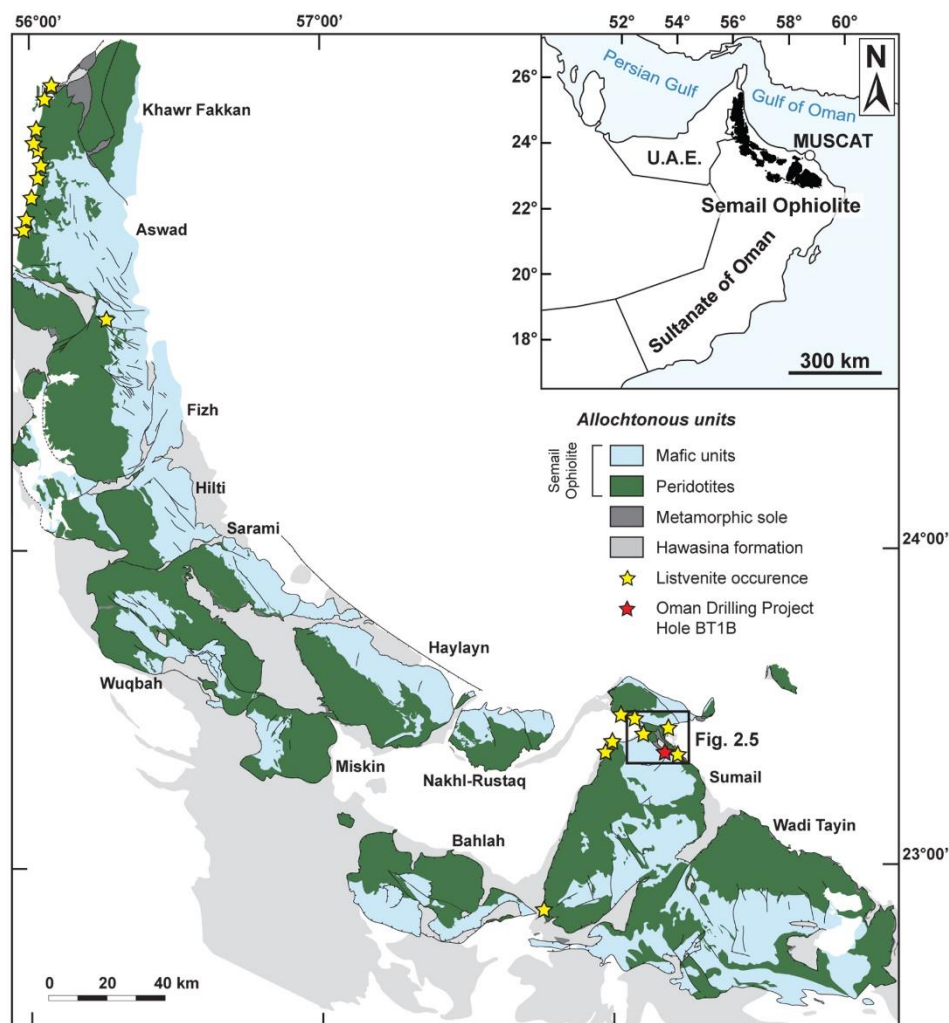 56°00'
57°00'
52° 54° 56° 58° 60°
26°
24°
22°
20°
18°
Persian Gulf
Gulf of Oman
N
MUSCAT
U.A.E.
Semail Ophiolite
Sultanate of Oman
300 km
Khawr Fakkan
Aswad
Fizh
Hilti
Sarami
Haylayn
Wuqbah
Miskin
Nakhl-Rustaq
Bahlah
Sumail
Wadi Tayin
Fig. 2.5
Allochtonous units
Semail
Ophiolite
Mafic units
Peridotites
Metamorphic sole
Hawasina formation
Listvenite occurence
Oman Drilling Project
Hole BT1B
24°00'
23°00'
0 20 40 km